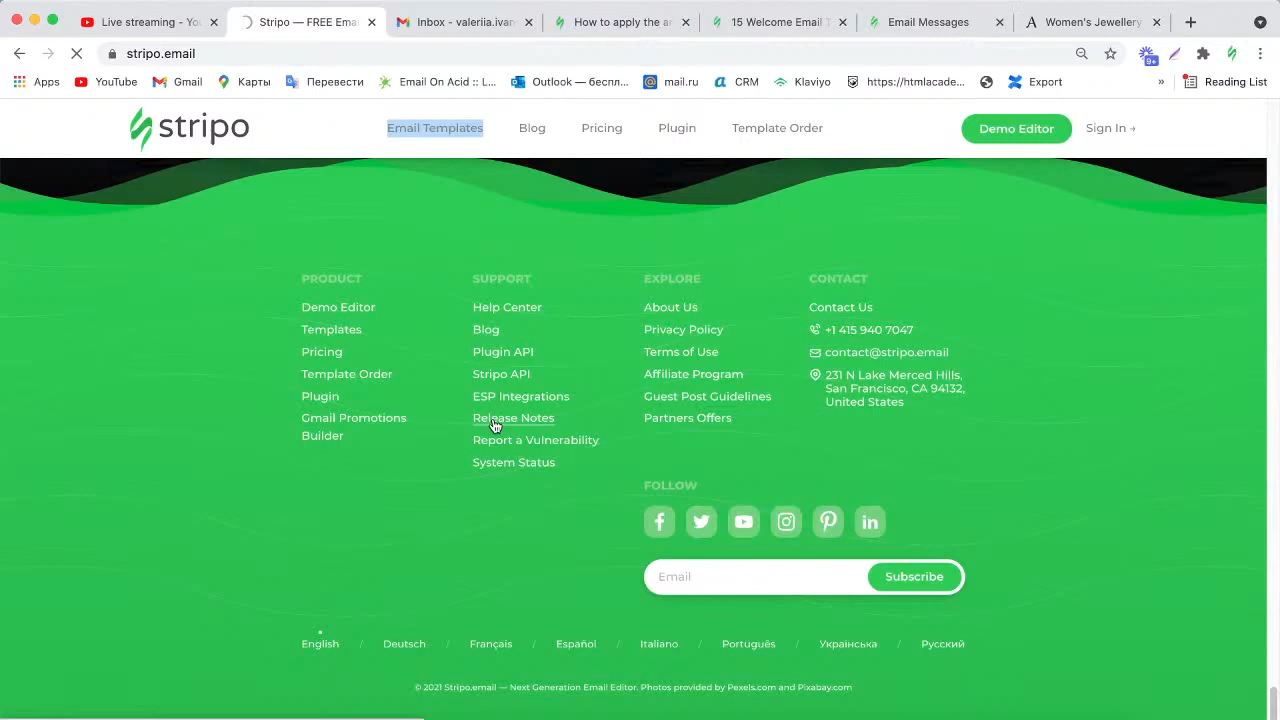 Live streaming - Yo
Stripo — FREE Ema
Inbox - valeria.ivan
How to apply the ar
15 Welcome Email T
Email Messages
Women's Jewellery
stripo.email
9+
Apps
YouTube
Gmail
Карты
Перевести
Email On Acid :: L...
Outlook — беспл...
mail.ru
CRM
Klaviyo
https://htmlacade...
Export
»
Reading List
stripo
Email Templates
Blog
Pricing
Plugin
Template Order
Demo Editor
Sign In →
PRODUCT
Demo Editor
Templates
Pricing
Template Order
Plugin
Gmail Promotions
Builder
SUPPORT
Help Center
Blog
Plugin API
Stripo API
ESP Integrations
Release Notes
Report a Vulnerability
System Status
EXPLORE
About Us
Privacy Policy
Terms of Use
Affiliate Program
Guest Post Guidelines
Partners Offers
CONTACT
Contact Us
+1 415 940 7047
contact@stripo.email
231 N Lake Merced Hills,
San Francisco, CA 94132,
United States
FOLLOW
Email
Subscribe
English / Deutsch / Français / Español / Italiano / Português / Українська / Русский
© 2021 Stripo.email — Next Generation Email Editor. Photos provided by Pexels.com and Pixabay.com